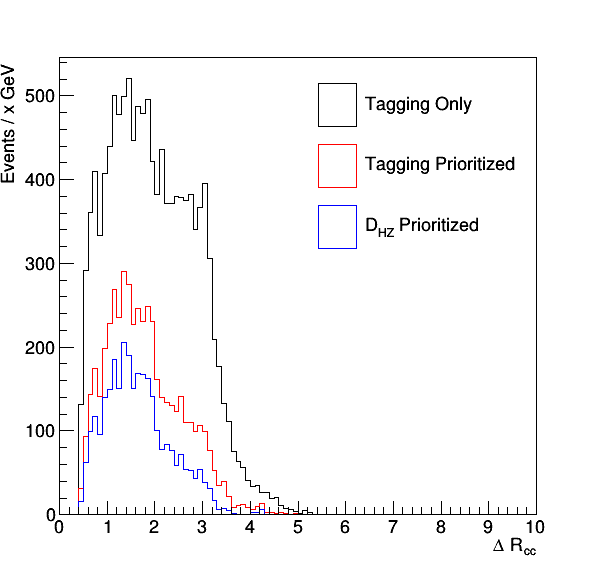 Events / x GeV
500
400
300
200
100
0
Tagging Only
Tagging Prioritized
D_HZ Prioritized
0 1 2 3 4 5 6 7 8 9 10
Δ R_cc